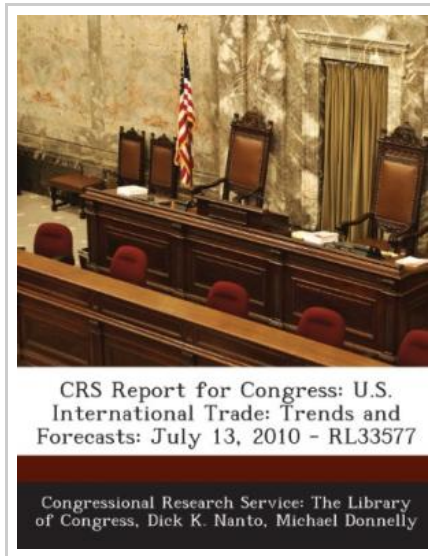 CRS Report for Congress: U.S.
International Trade: Trends and
Forecasts: July 13, 2010 - RL33577
Congressional Research Service: The Library
of Congress, Dick K. Nanto, Michael Donnelly